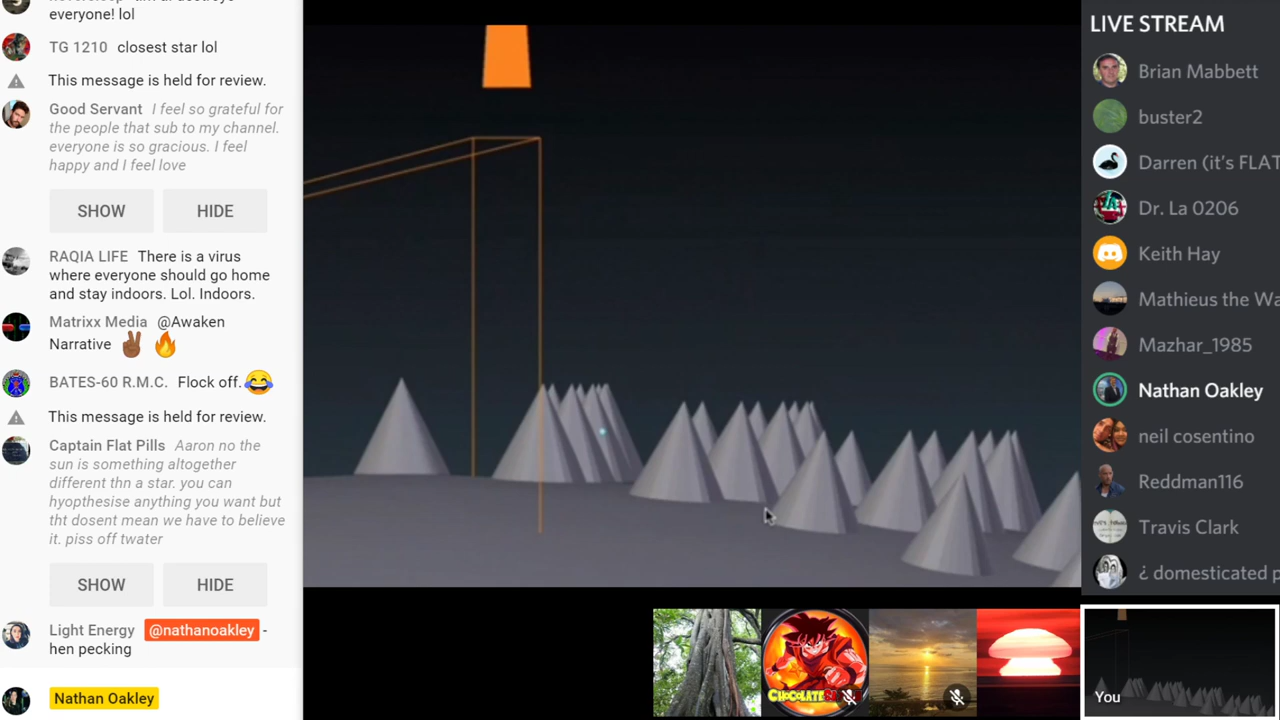 everyone! lol
TG 1210 closest star lol
This message is held for review.
Good Servant I feel so grateful for
the people that sub to my channel.
everyone is so gracious. I feel
happy and I feel love
SHOW HIDE
RAQIA LIFE There is a virus
where everyone should go home
and stay indoors. Lol. Indoors.
Matrixx Media @Awaken
Narrative ✌🏾 🔥
BATES-60 R.M.C. Flock off.😂
This message is held for review.
Captain Flat Pills Aaron no the
sun is something altogether
different thn a star. you can
hyopthesise anything you want but
tht dosent mean we have to believe
it. piss off twater
SHOW HIDE
Light Energy @nathanoakley -
hen pecking
Nathan Oakley
You
LIVE STREAM
Brian Mabbett
buster2
Darren (it's FLAT
Dr. La 0206
Keith Hay
Mathieus the Wa
Mazhar_1985
Nathan Oakley
neil cosentino
Reddman116
Travis Clark
¿ domesticated p